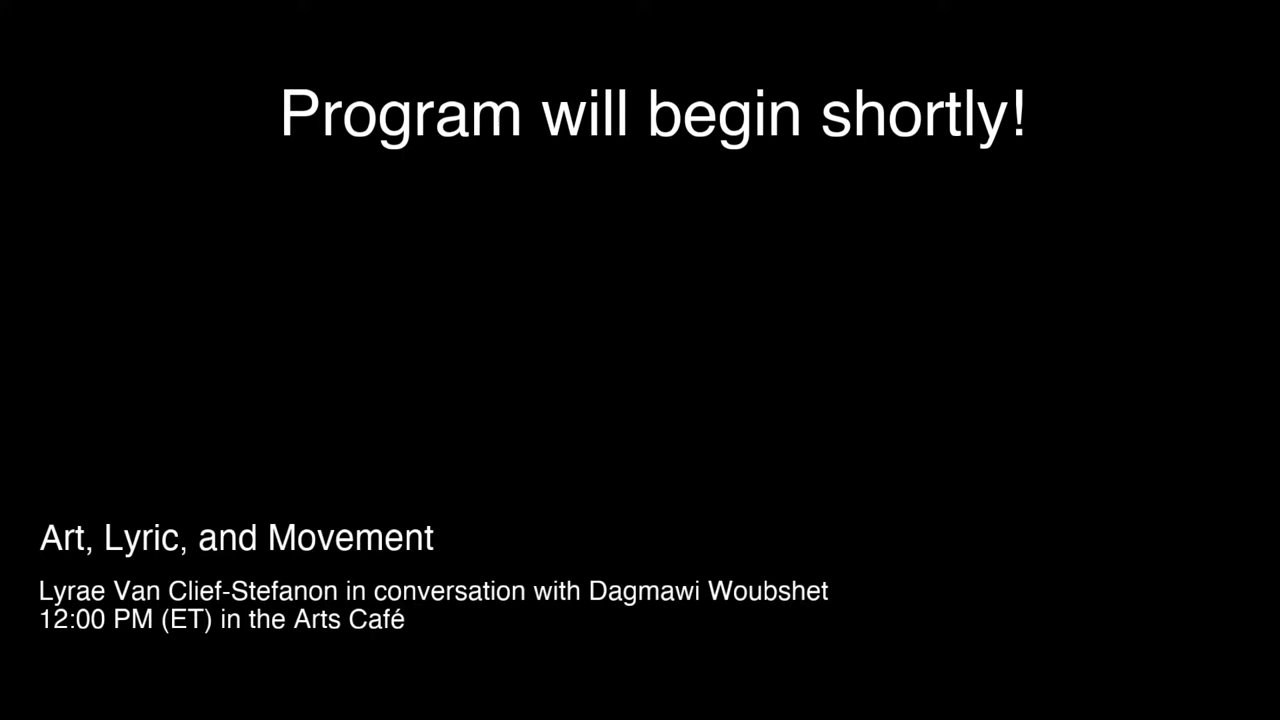 Program will begin shortly!
Art, Lyric, and Movement
Lyrae Van Clief-Stefanon in conversation with Dagmawi Woubshet
12:00 PM (ET) in the Arts Café